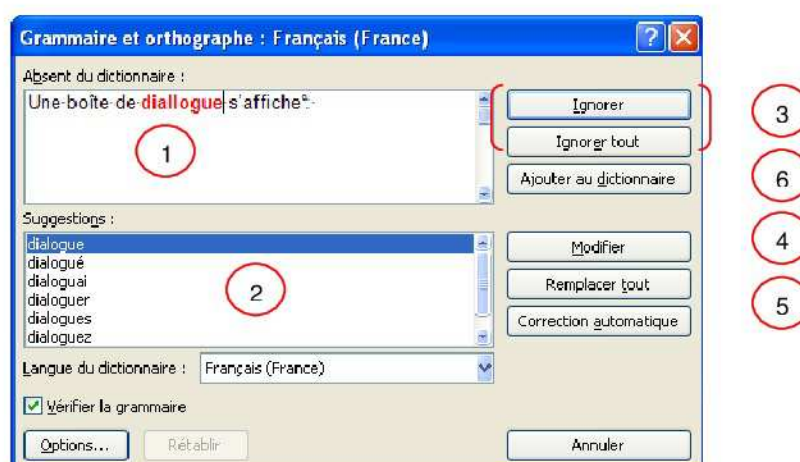 Grammaire et orthographe : Français (France)
Absent du dictionnaire :
Une·boîte·de·diallogue·s'affiche°:·
1
Ignorer
3
Ignorer tout
Ajouter au dictionnaire
6
Suggestions :
dialogue
dialogué
dialoguai
dialoguer
dialogues
dialoguez
2
Modifier
4
Remplacer tout
Correction automatique
5
Langue du dictionnaire : Français (France)
Vérifier la grammaire
Options...
Rétablir
Annuler